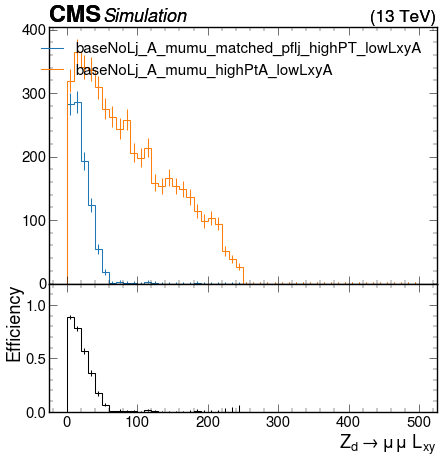 CMS Simulation (13 TeV)
400
baseNoLj_A_mumu_matched_pflj_highPT_lowLxyA
baseNoLj_A_mumu_highPtA_lowLxyA
300
200
100
0
Efficiency
1.0
0.5
0.0
0 100 200 300 400 500
Z_d → μ μ L_xy